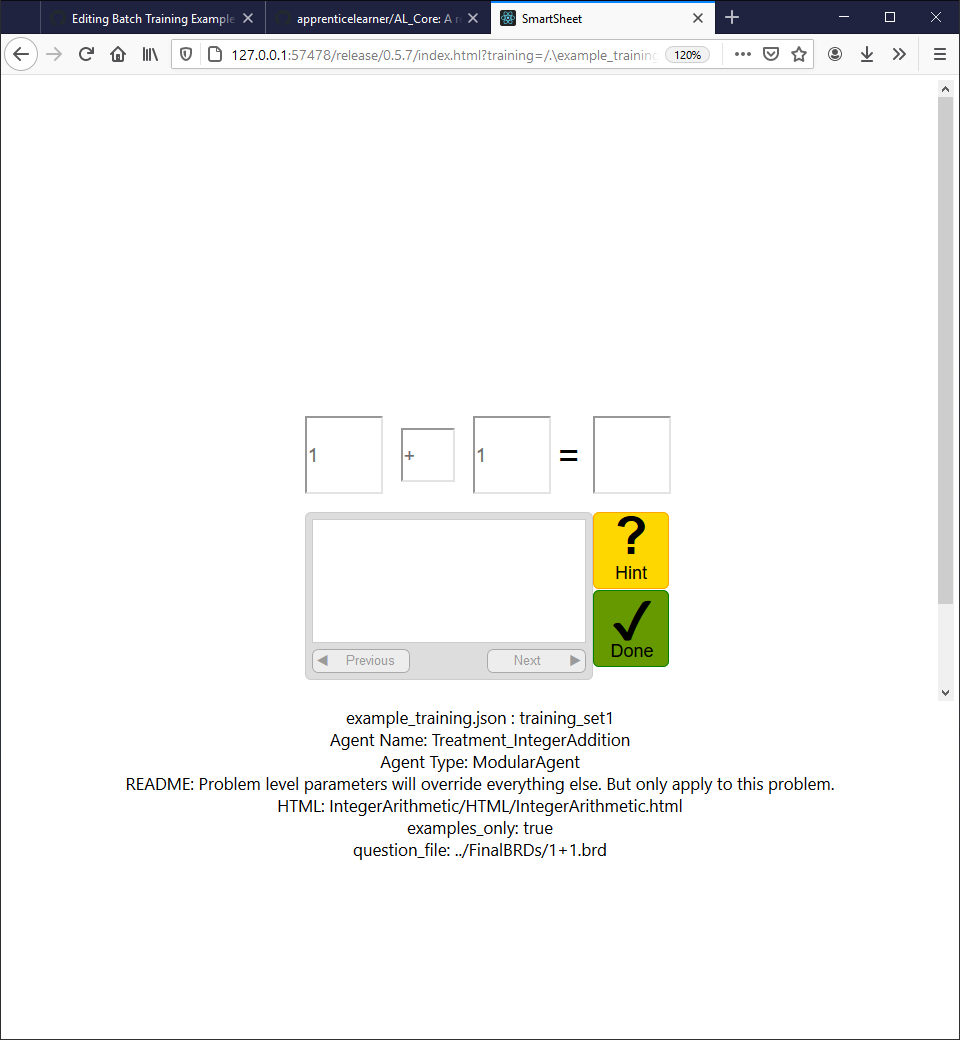 Editing Batch Training Example
apprenticelearner/AL_Core: A r
SmartSheet
127.0.0.1:57478/release/0.5.7/index.html?training=/.\example_training
120%
1 + 1 =
?
Hint
Done
Previous
Next
example_training.json : training_set1
Agent Name: Treatment_IntegerAddition
Agent Type: ModularAgent
README: Problem level parameters will override everything else. But only apply to this problem.
HTML: IntegerArithmetic/HTML/IntegerArithmetic.html
examples_only: true
question_file: ../FinalBRDs/1+1.brd